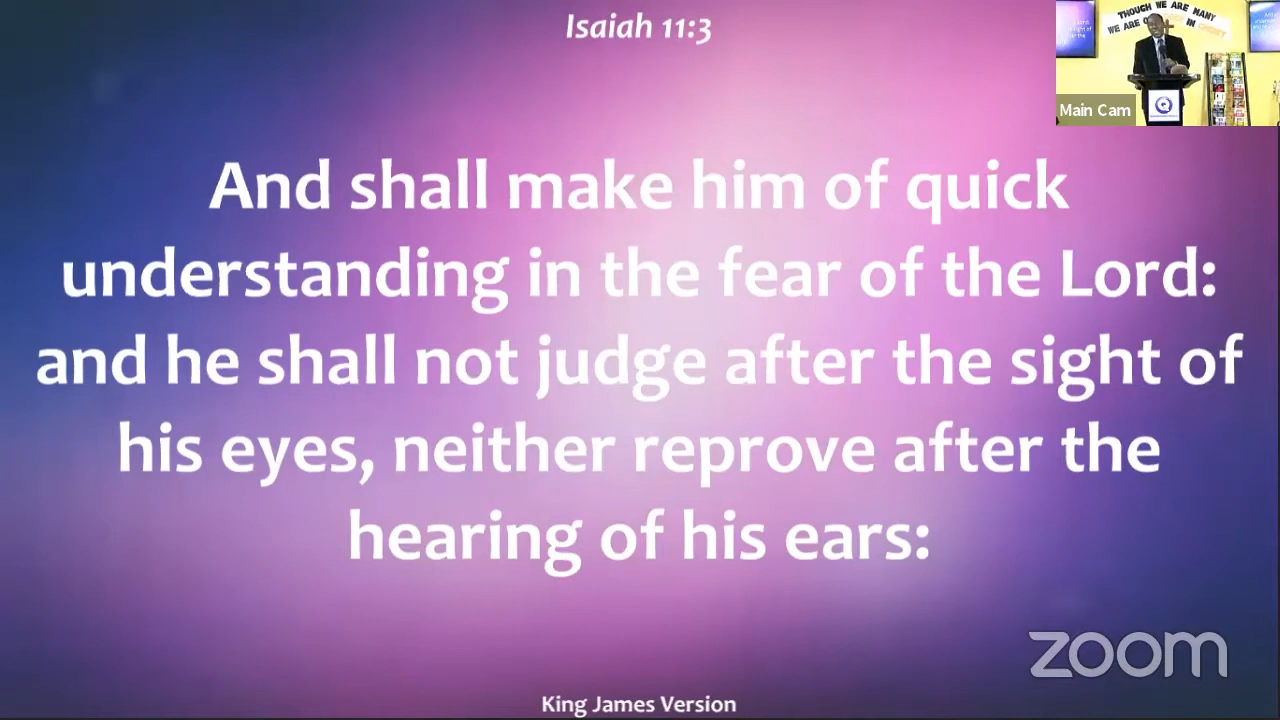 Isaiah 11:3
THOUGH WE ARE MANY
WE ARE IN CHRIST
Main Cam
And shall make him of quick
understanding in the fear of the Lord:
and he shall not judge after the sight of
his eyes, neither reprove after the
hearing of his ears:
zoom
King James Version